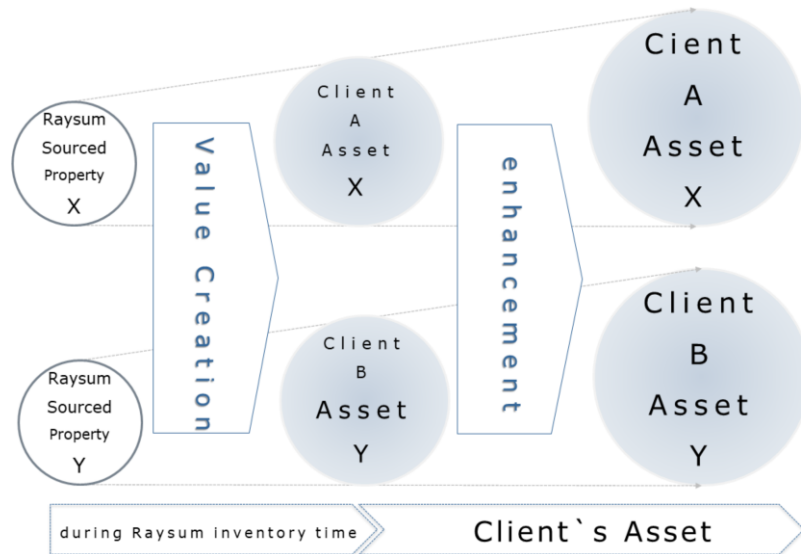 Raysum
Sourced
Property
X
Value Creation
Client
A
Asset
X
enhancement
Cient
A
Asset
X
Raysum
Sourced
Property
Y
Client
B
Asset
Y
Client
B
Asset
Y
during Raysum inventory time
Client`s Asset